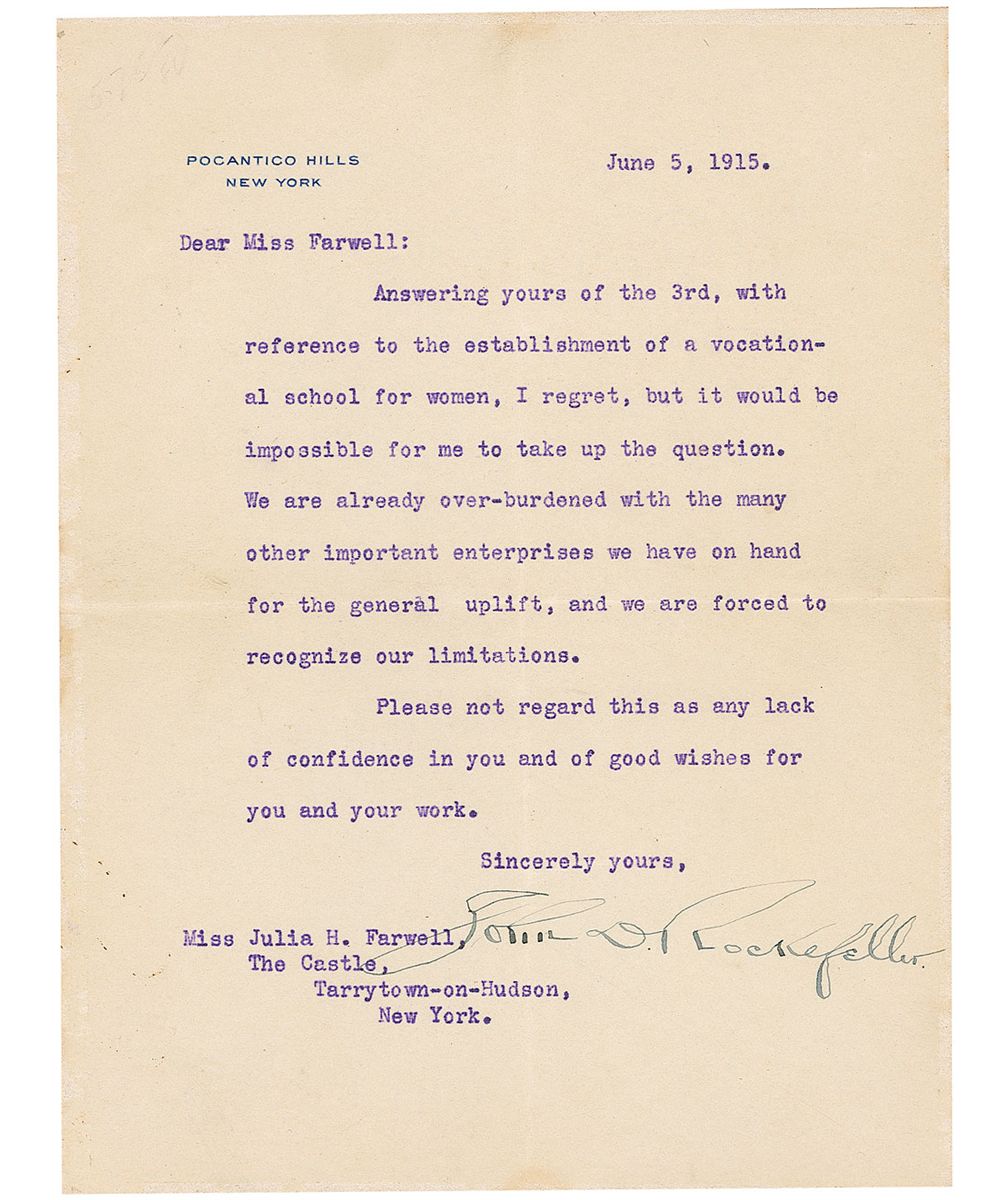 POCANTICO HILLS
NEW YORK
June 5, 1915.
Dear Miss Farwell:
Answering yours of the 3rd, with
reference to the establishment of a vocation-
al school for women, I regret, but it would be
impossible for me to take up the question.
We are already over-burdened with the many
other important enterprises we have on hand
for the general uplift, and we are forced to
recognize our limitations.
Please not regard this as any lack
of confidence in you and of good wishes for
you and your work.
Sincerely yours,
John D. Rockefeller.
Miss Julia H. Farwell,
The Castle,
Tarrytown-on-Hudson,
New York.